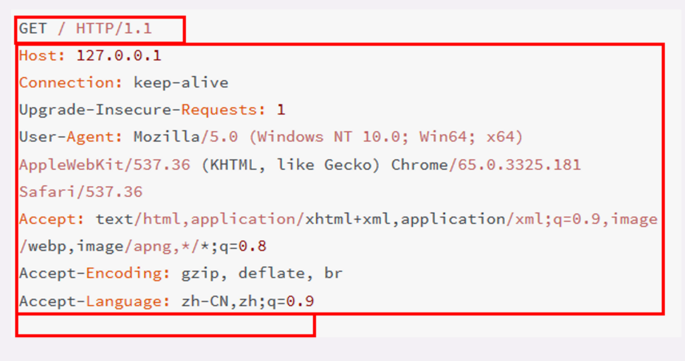 GET / HTTP/1.1
Host: 127.0.0.1
Connection: keep-alive
Upgrade-Insecure-Requests: 1
User-Agent: Mozilla/5.0 (Windows NT 10.0; Win64; x64)
AppleWebKit/537.36 (KHTML, like Gecko) Chrome/65.0.3325.181
Safari/537.36
Accept: text/html,application/xhtml+xml,application/xml;q=0.9,image
/webp,image/apng,*/*;q=0.8
Accept-Encoding: gzip, deflate, br
Accept-Language: zh-CN,zh;q=0.9